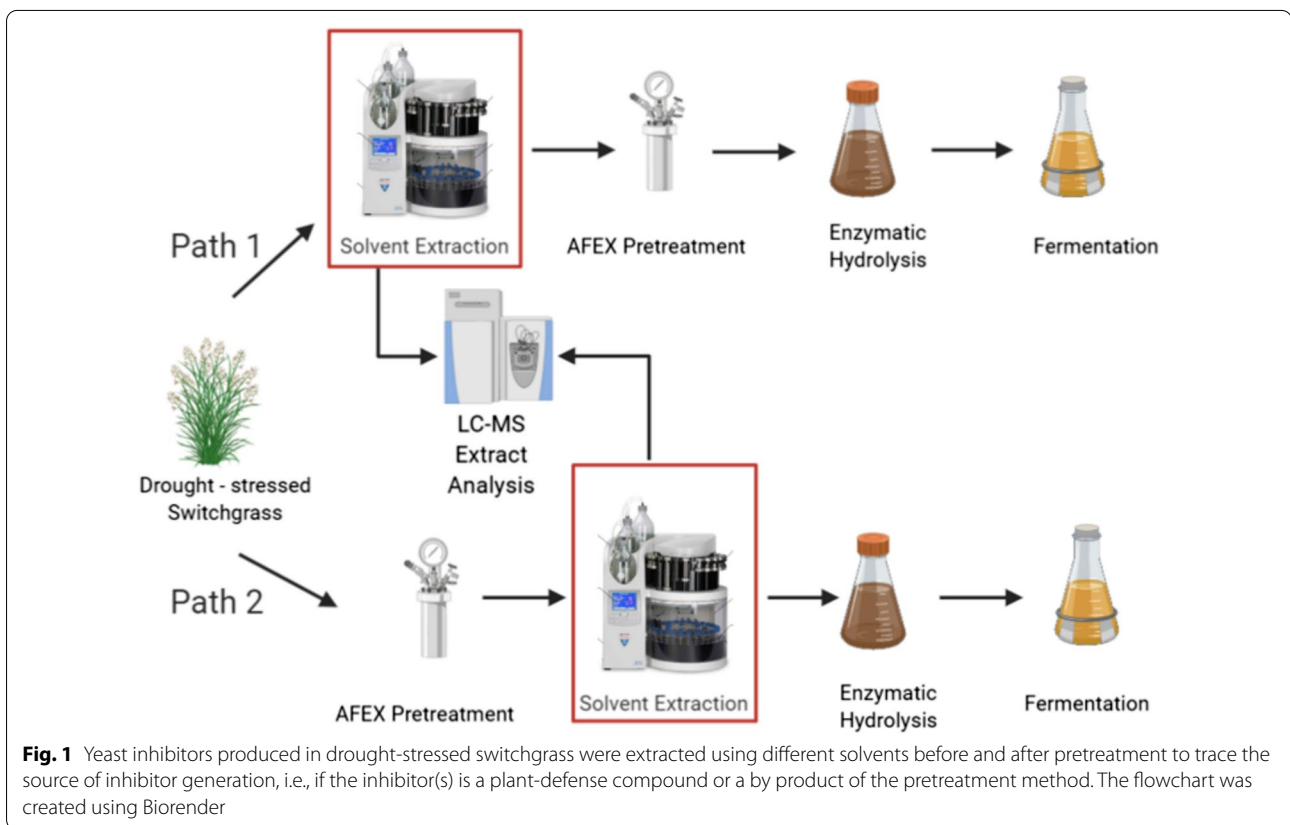 Path 1
Solvent Extraction
AFEX Pretreatment
Enzymatic
Hydrolysis
Fermentation
Drought - stressed
Switchgrass
LC-MS
Extract
Analysis
Path 2
AFEX Pretreatment
Solvent Extraction
Enzymatic
Hydrolysis
Fermentation
Fig. 1 Yeast inhibitors produced in drought-stressed switchgrass were extracted using different solvents before and after pretreatment to trace the
source of inhibitor generation, i.e., if the inhibitor(s) is a plant-defense compound or a by product of the pretreatment method. The flowchart was
created using Biorender